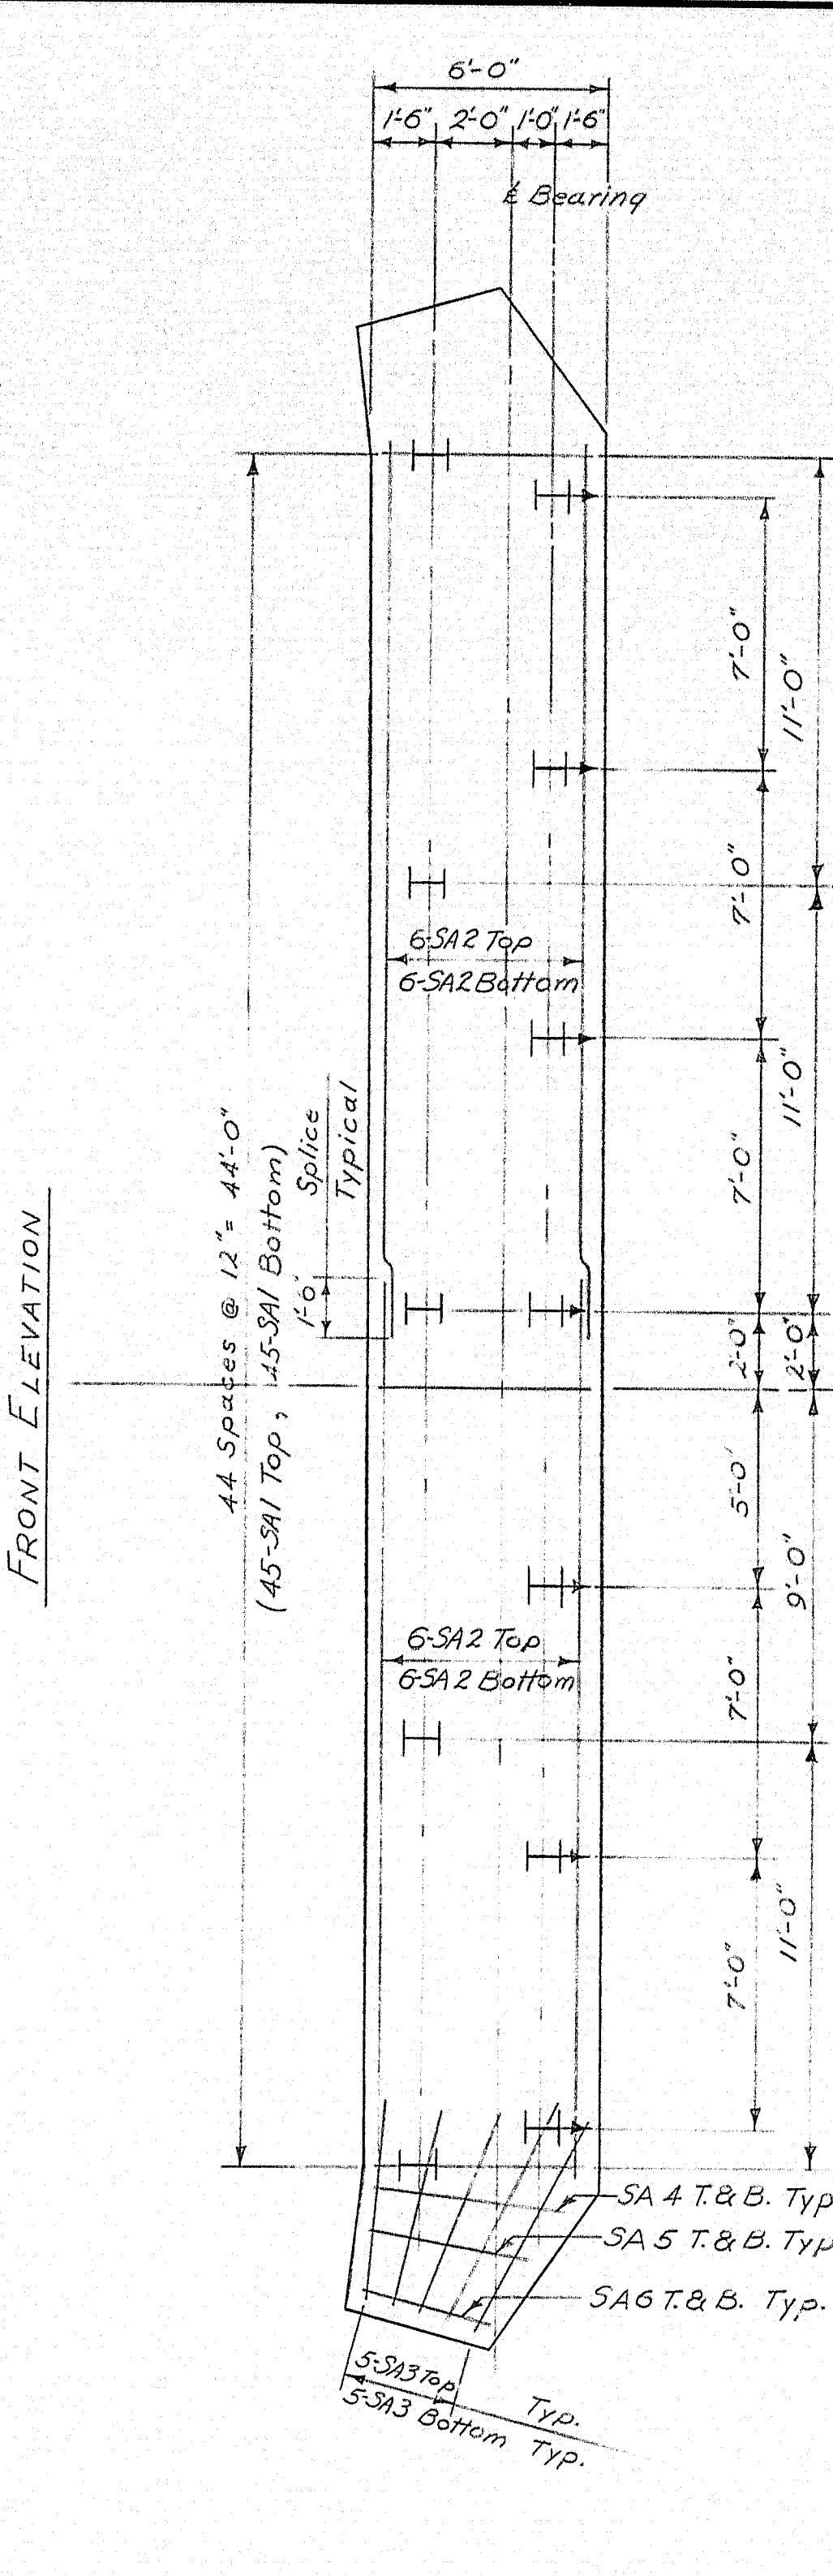 6'-0"
1'-6" 2'-0" 1'-0" 1'-6"
℄ Bearing
7'-0"
11'-0"
7'-0"
6-SA2 Top
6-SA2 Bottom
11'-0"
7'-0"
44 Spaces @ 12" = 44'-0"
(45-SA1 Top, 45-SA1 Bottom)
1'-0" Splice
Typical
FRONT ELEVATION
2'-0" 2'-0"
5'-0"
9'-0"
6-SA2 Top
6-SA2 Bottom
7'-0"
11'-0"
7'-0"
SA 4 T. & B. Typ
SA 5 T. & B. Typ
SA6 T. & B. Typ.
5-SA3 Top Typ.
5-SA3 Bottom Typ.